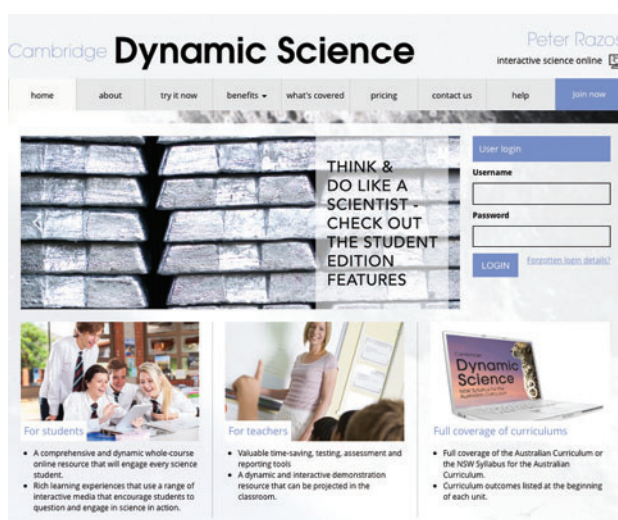 Cambridge Dynamic Science
Peter Razos
interactive science online
home about try it now benefits what's covered pricing contact us help Join now
THINK &
DO LIKE A
SCIENTIST -
CHECK OUT
THE STUDENT
EDITION
FEATURES
User login
Username
Password
LOGIN Forgotten login details?
For students
• A comprehensive and dynamic whole-course
online resource that will engage every science
student.
• Rich learning experiences that use a range of
interactive media that encourage students to
question and engage in science in action.
For teachers
• Valuable time-saving, testing, assessment and
reporting tools
• A dynamic and interactive demonstration
resource that can be projected in the
classroom.
Cambridge
Dynamic
Science
NSW Syllabus for the
Australian Curriculum
Full coverage of curriculums
• Full coverage of the Australian Curriculum or
the NSW Syllabus for the Australian
Curriculum.
• Curriculum outcomes listed at the beginning
of each unit.